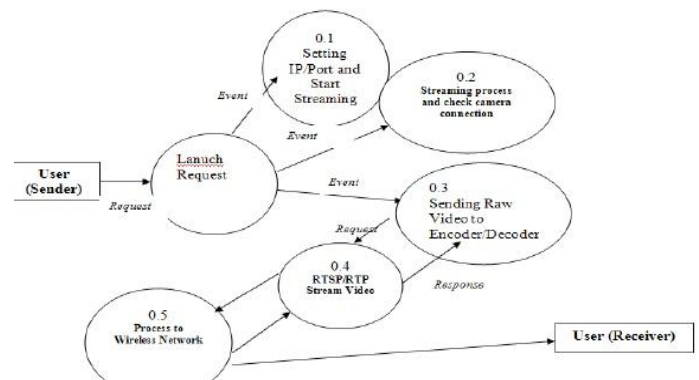 0.1
Setting
IP/Port and
Start
Streaming
0.2
Streaming process
and check camera
connection
Event
Event
Lanuch
Request
User
(Sender)
Request
Event
0.3
Sending Raw
Video to
Encoder/Decoder
Request
0.4
RTSP/RTP
Stream Video
Response
0.5
Process to
Wireless Network
User (Receiver)